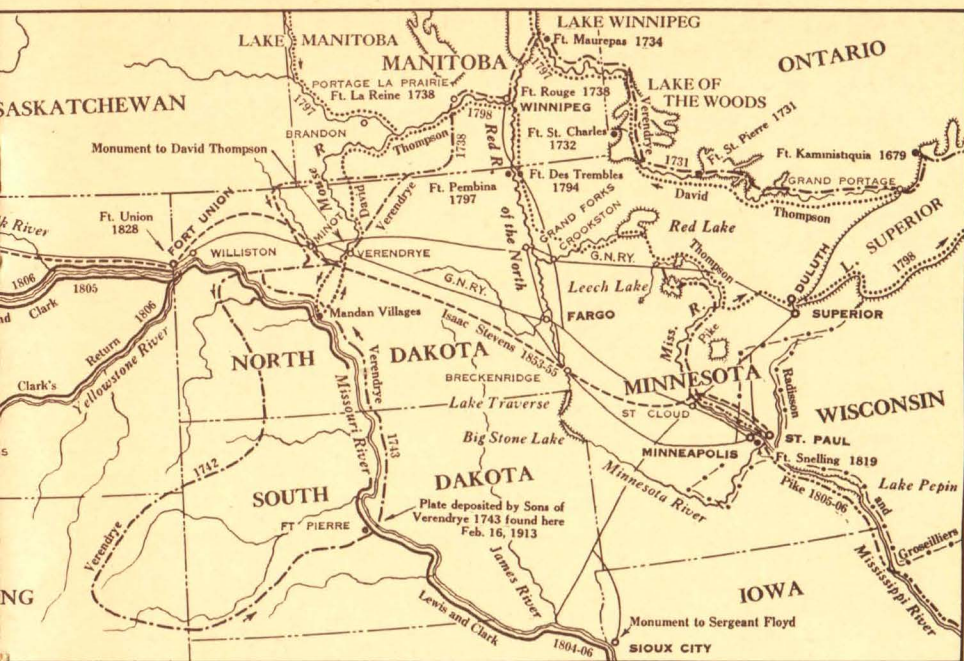 LAKE WINNIPEG
Ft. Maurepas 1734
ONTARIO
LAKE MANITOBA
MANITOBA
1797
PORTAGE LA PRAIRIE
Ft. La Reine 1738
Ft. Rouge 1738
WINNIPEG
Verendrye
LAKE OF
THE WOODS
SASKATCHEWAN
1797
1798
BRANDON
Thompson
1738
Ft. St. Charles
1732
Ft. St. Pierre 1731
Ft. Kaministiquia 1679
Monument to David Thompson
Mouse R
David
Verendrye
Red R. of the North
Ft. Pembina
1797
Ft. Des Trembles
1794
1731
David
Thompson
GRAND PORTAGE
Ft. Union
1828
FORT UNION
k River
WILLISTON
MINOT
VERENDRYE
GRAND FORKS
CROOKSTON
Red Lake
G.N.RY.
Thompson
DULUTH
L. SUPERIOR
1798
1806
1805
nd Clark
G.N.RY.
Leech Lake
SUPERIOR
Mandan Villages
Isaac Stevens 1853-55
FARGO
Miss. R.
Pike
Return 1806
Clark's
Yellowstone River
NORTH DAKOTA
Verendrye
Missouri River
BRECKENRIDGE
MINNESOTA
Radisson
WISCONSIN
Lake Traverse
ST CLOUD
Big Stone Lake
MINNEAPOLIS
ST. PAUL
Ft. Snelling 1819
s
1742
1743
SOUTH DAKOTA
Minnesota River
Pike 1805-06
and
Lake Pepin
Plate deposited by Sons of
Verendrye 1743 found here
Feb. 16, 1913
FT PIERRE
Verendrye
James River
Groseilliers
Mississippi River
NG
IOWA
Lewis and Clark
1804-06
Monument to Sergeant Floyd
SIOUX CITY